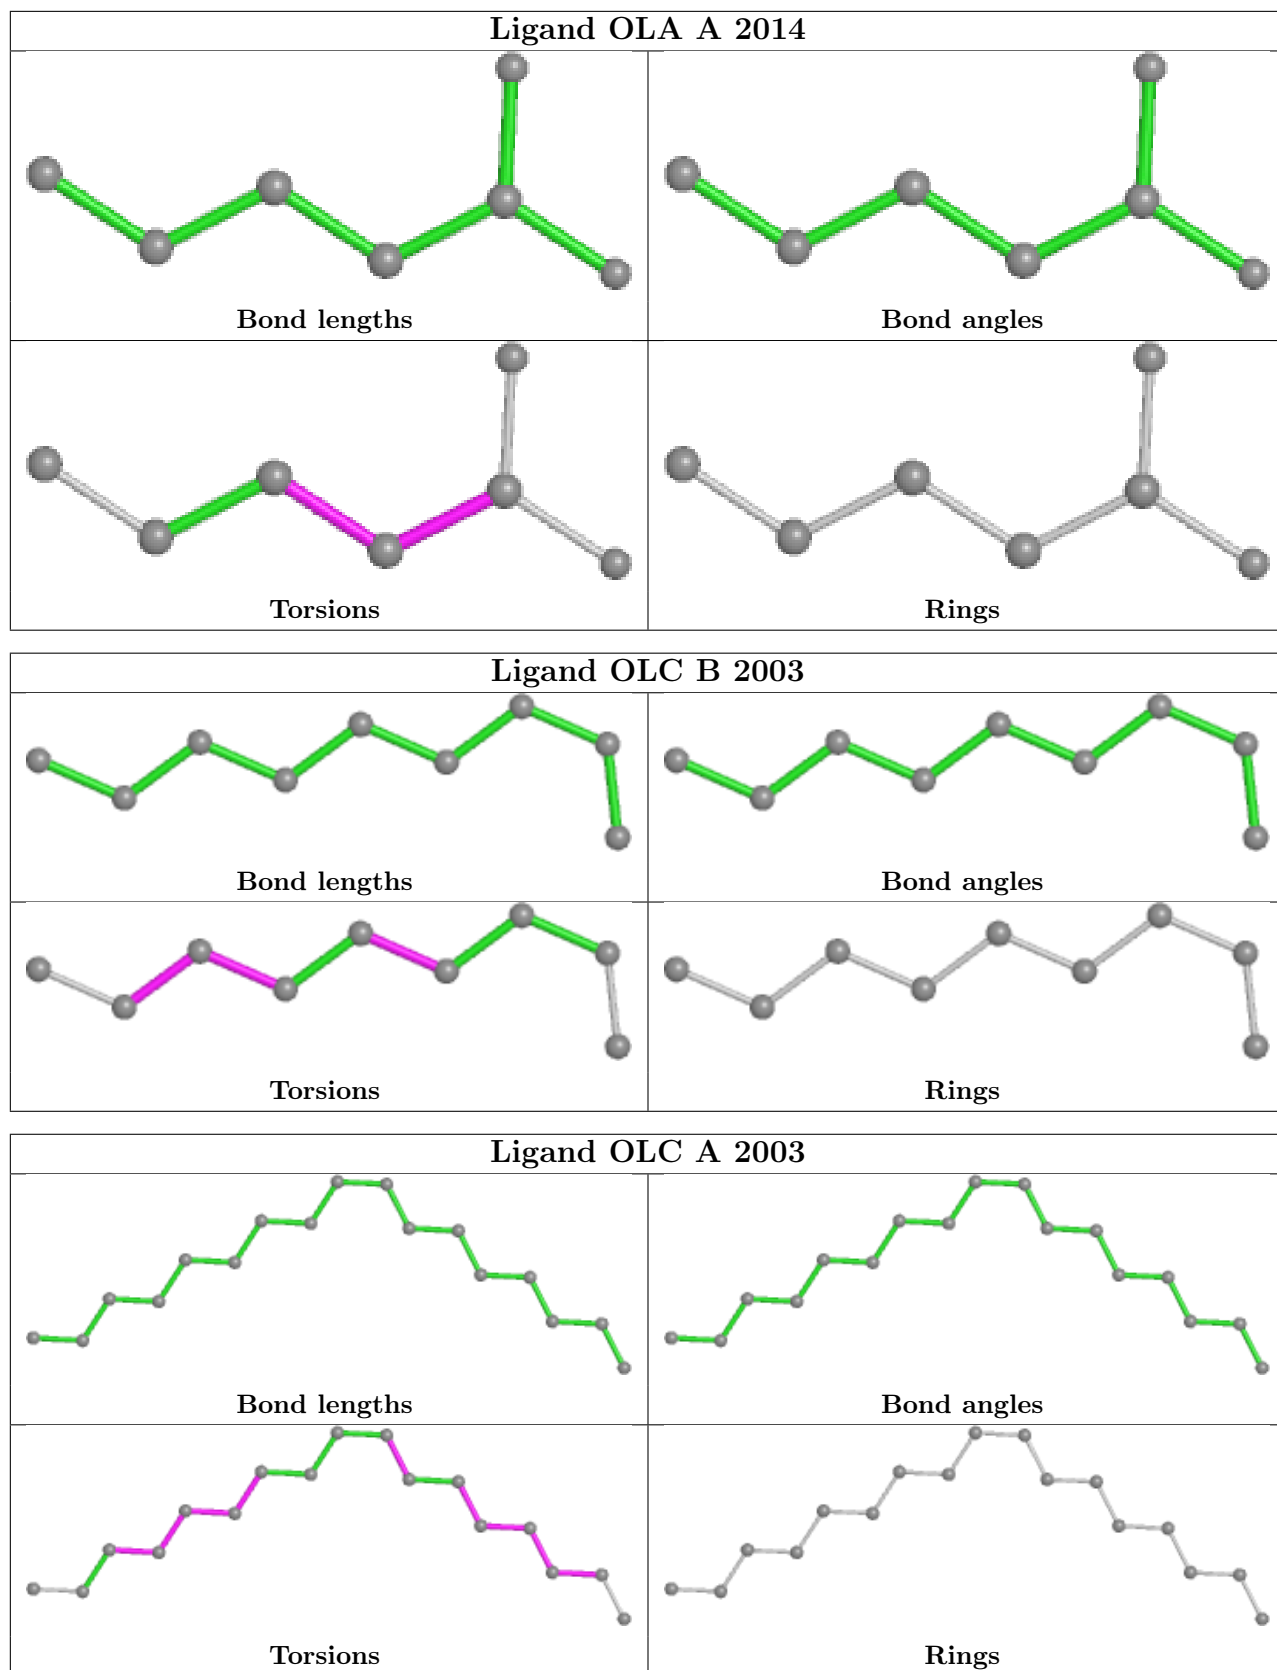 Ligand OLA A 2014
Bond lengths
Bond angles
Torsions
Rings
Ligand OLC B 2003
Bond lengths
Bond angles
Torsions
Rings
Ligand OLC A 2003
Bond lengths
Bond angles
Torsions
Rings